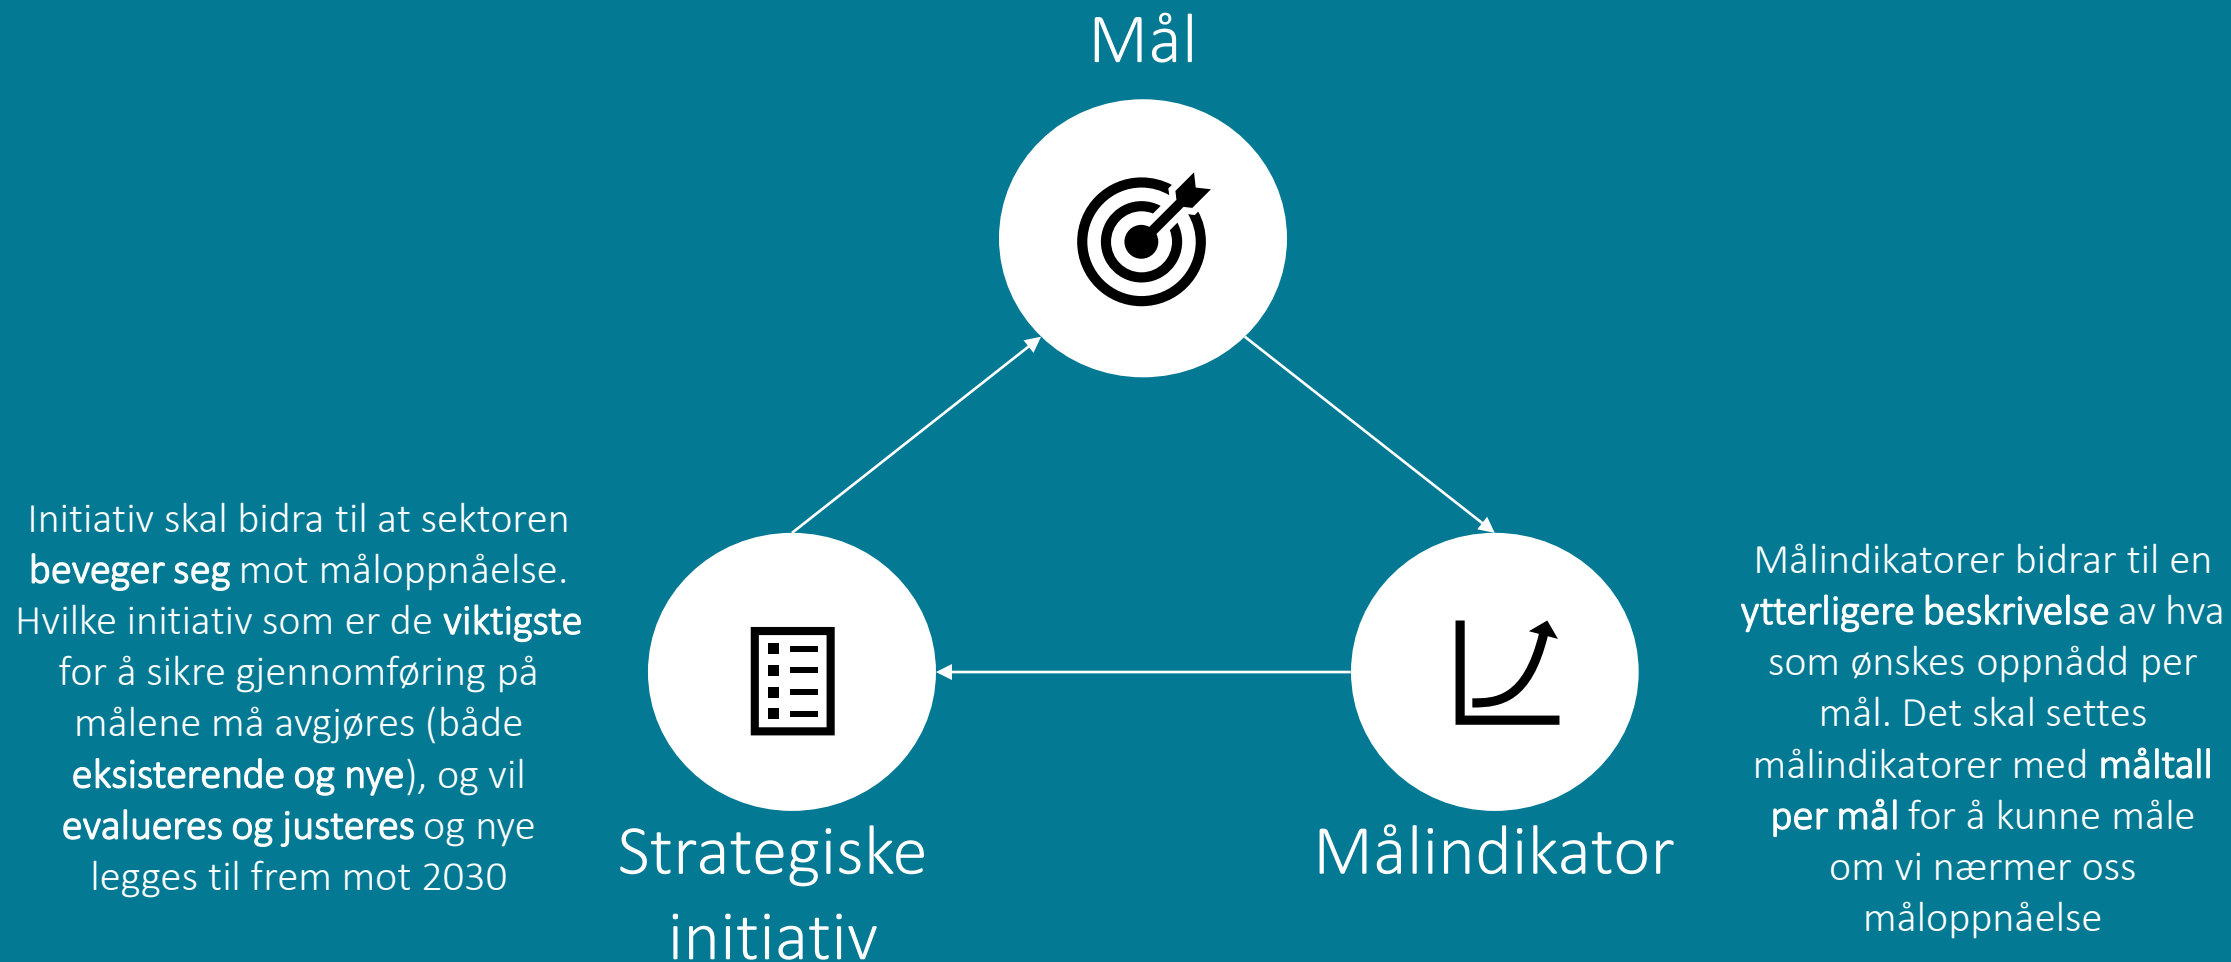 Mål
Initiativ skal bidra til at sektoren
beveger seg mot måloppnåelse.
Hvilke initiativ som er de viktigste
for å sikre gjennomføring på
målene må avgjøres (både
eksisterende og nye), og vil
evalueres og justeres og nye
legges til frem mot 2030
Strategiske
initiativ
Målindikator
Målindikatorer bidrar til en
ytterligere beskrivelse av hva
som ønskes oppnådd per
mål. Det skal settes
målindikatorer med måltall
per mål for å kunne måle
om vi nærmer oss
måloppnåelse